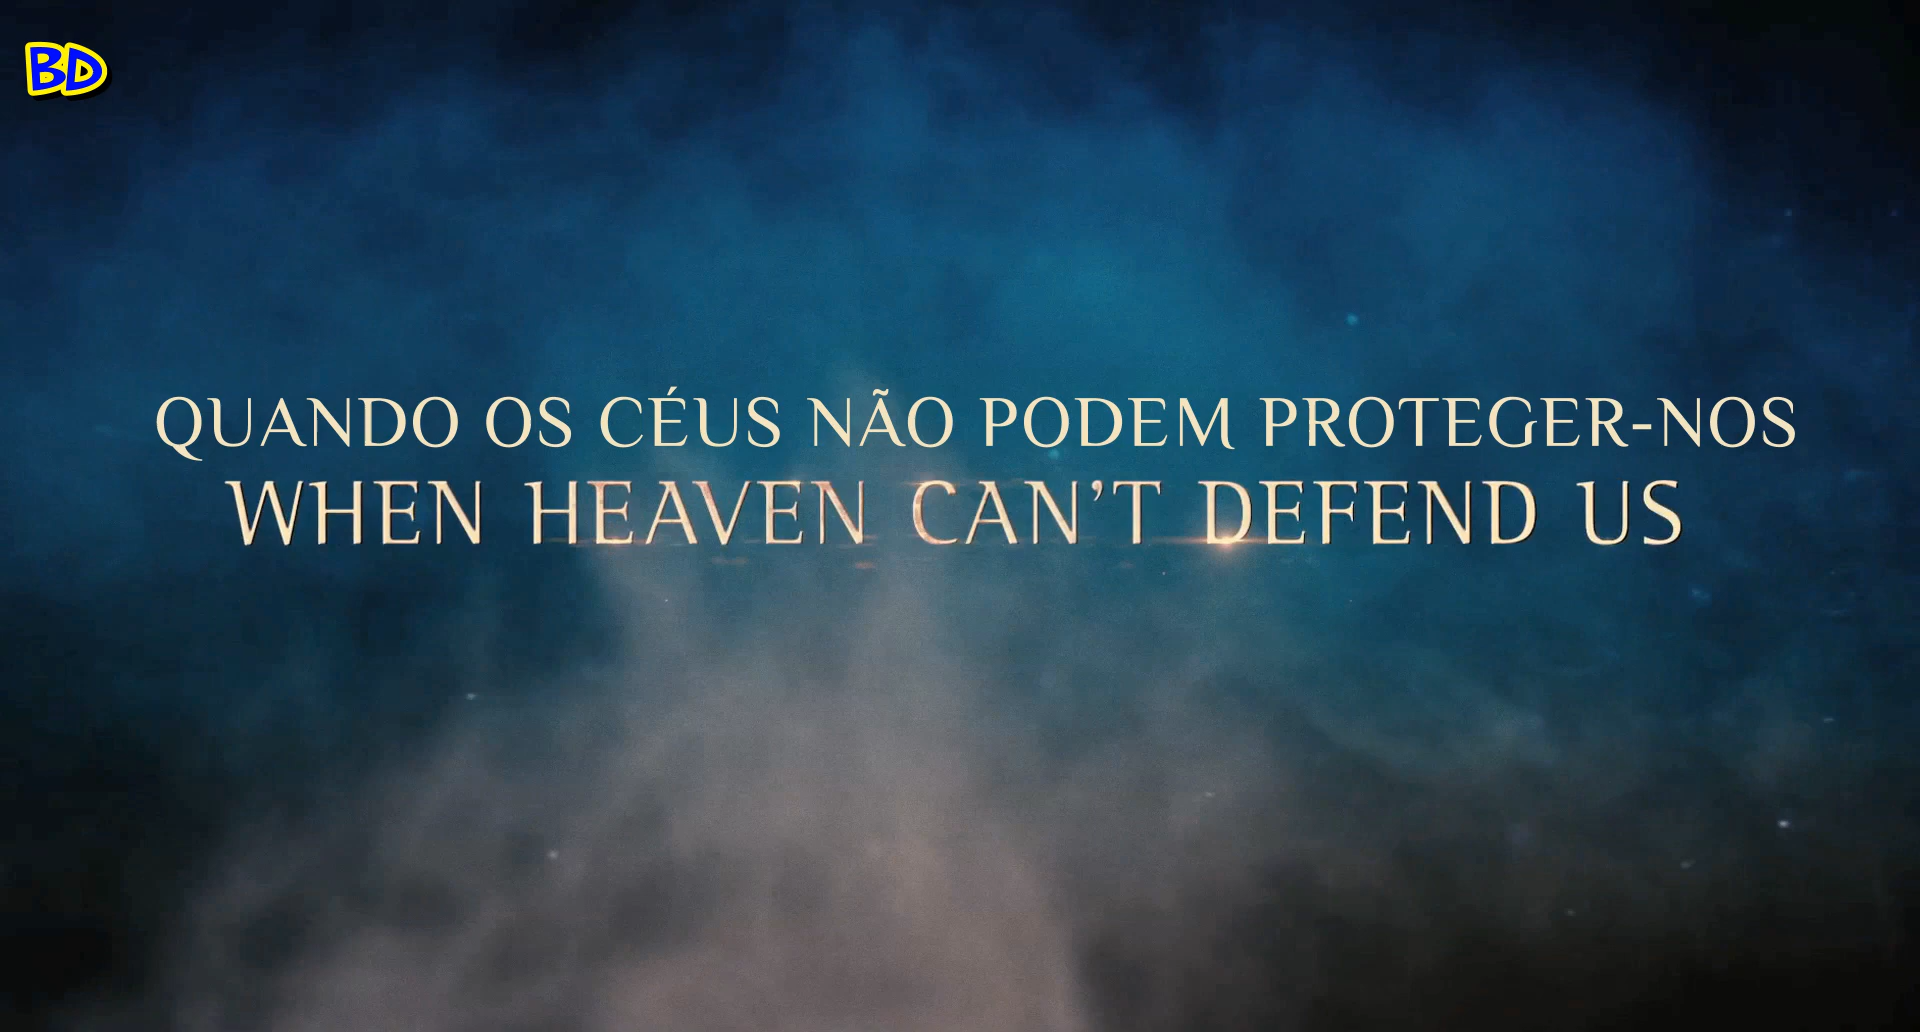 BD
QUANDO OS CÉUS NÃO PODEM PROTEGER-NOS
WHEN HEAVEN CAN'T DEFEND US